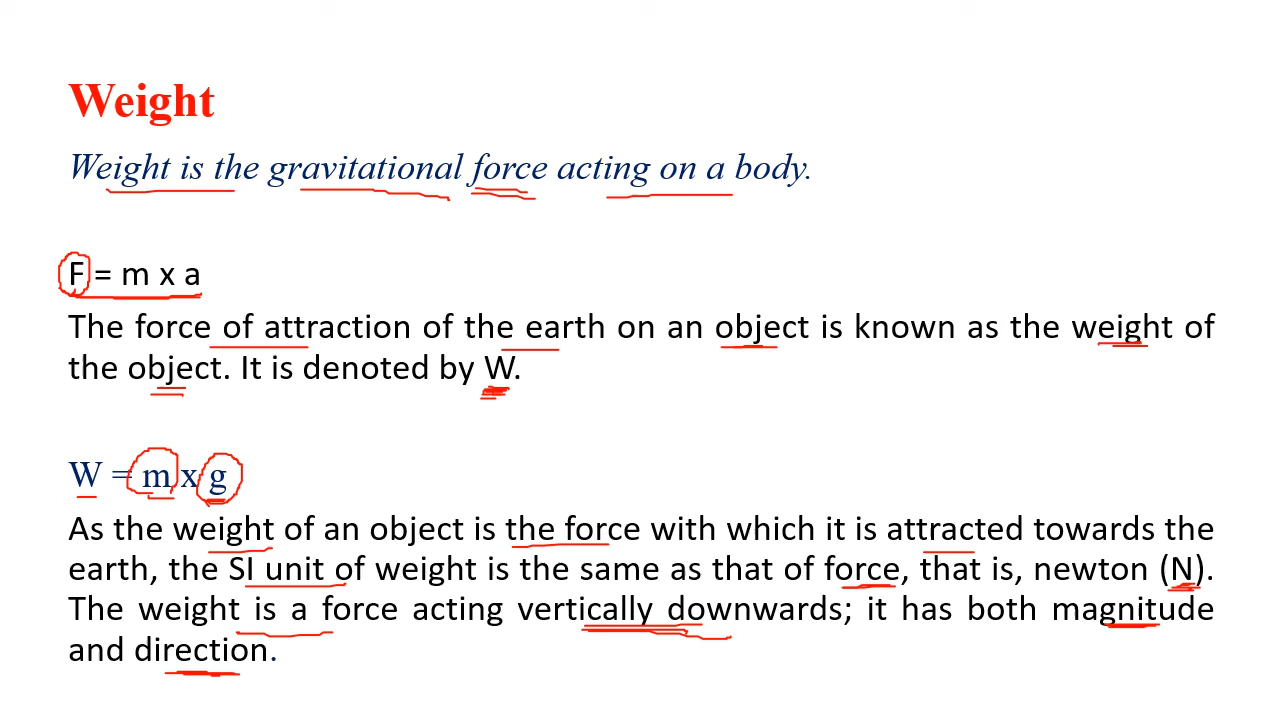 Weight
Weight is the gravitational force acting on a body.
F = m x a
The force of attraction of the earth on an object is known as the weight of
the object. It is denoted by W.
W = m x g
As the weight of an object is the force with which it is attracted towards the
earth, the SI unit of weight is the same as that of force, that is, newton (N).
The weight is a force acting vertically downwards; it has both magnitude
and direction.